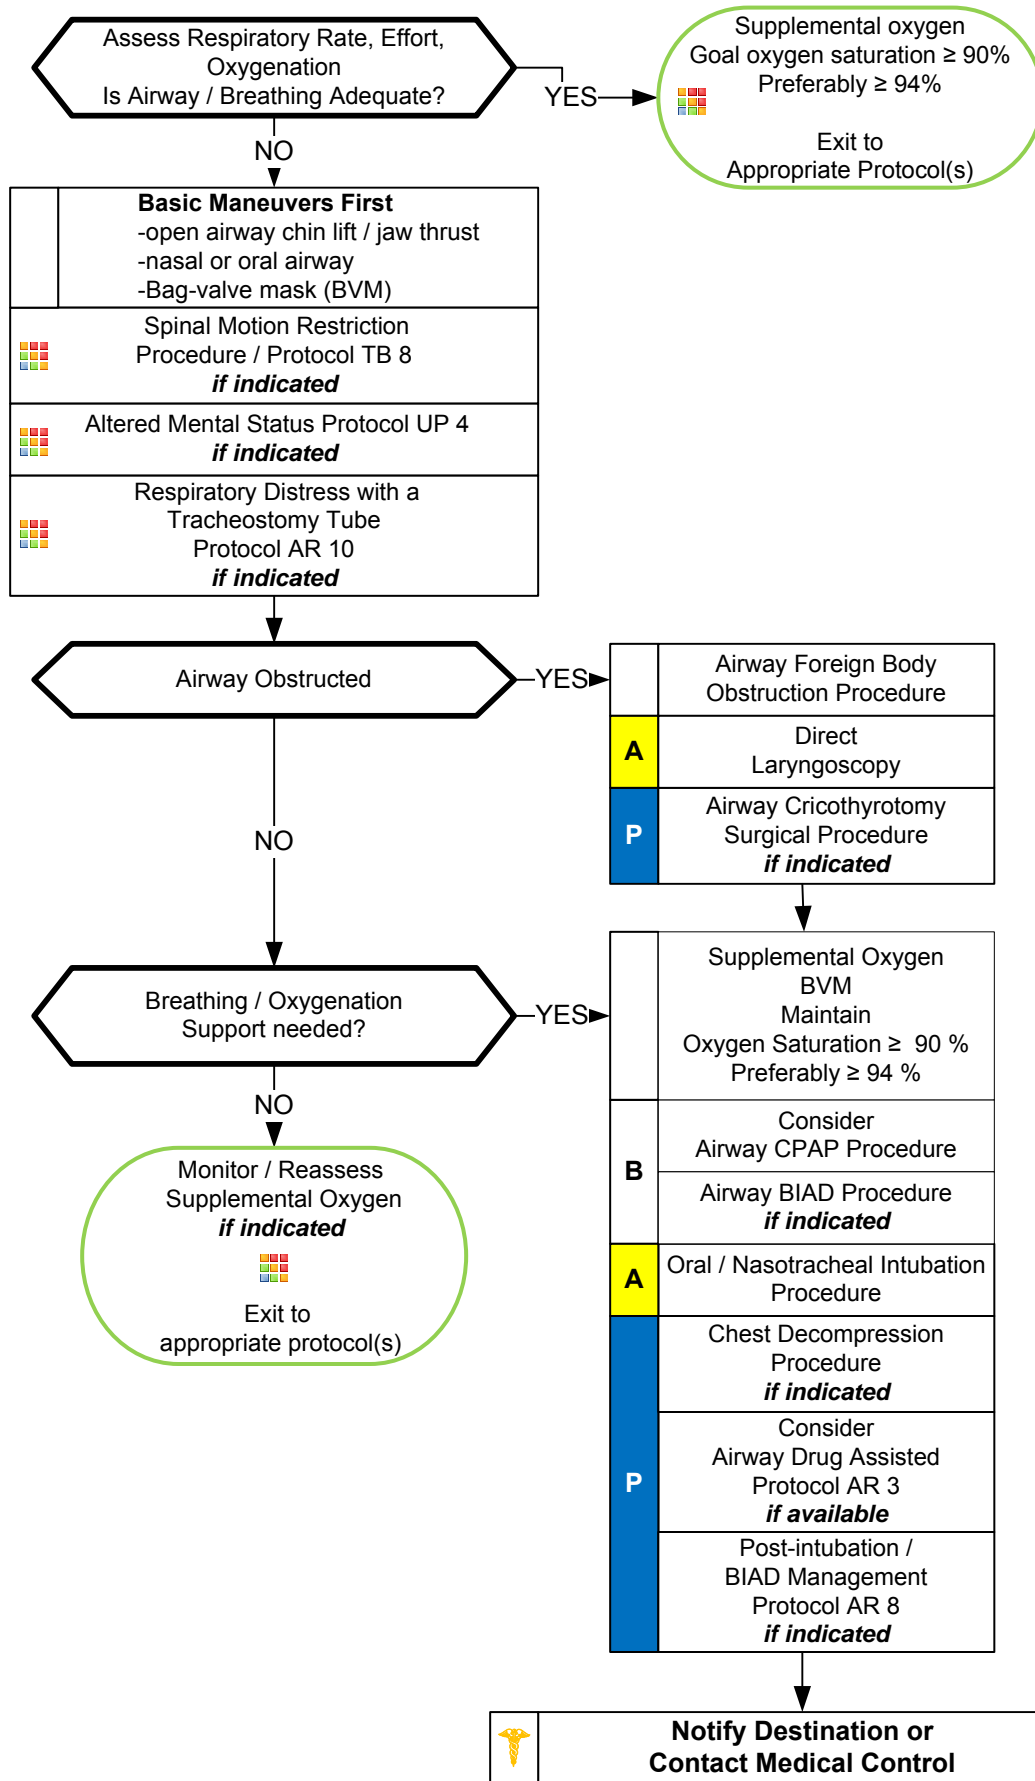 Assess Respiratory Rate, Effort,
Oxygenation
Is Airway / Breathing Adequate?
YES
Supplemental oxygen
Goal oxygen saturation ≥ 90%
Preferably ≥ 94%
Exit to
Appropriate Protocol(s)
NO
Basic Maneuvers First
-open airway chin lift / jaw thrust
-nasal or oral airway
-Bag-valve mask (BVM)
Spinal Motion Restriction
Procedure / Protocol TB 8
if indicated
Altered Mental Status Protocol UP 4
if indicated
Respiratory Distress with a
Tracheostomy Tube
Protocol AR 10
if indicated
Airway Obstructed
YES
Airway Foreign Body
Obstruction Procedure
A
Direct
Laryngoscopy
P
Airway Cricothyrotomy
Surgical Procedure
if indicated
NO
Breathing / Oxygenation
Support needed?
YES
Supplemental Oxygen
BVM
Maintain
Oxygen Saturation ≥ 90 %
Preferably ≥ 94 %
B
Consider
Airway CPAP Procedure
Airway BIAD Procedure
if indicated
A
Oral / Nasotracheal Intubation
Procedure
P
Chest Decompression
Procedure
if indicated
Consider
Airway Drug Assisted
Protocol AR 3
if available
Post-intubation /
BIAD Management
Protocol AR 8
if indicated
NO
Monitor / Reassess
Supplemental Oxygen
if indicated
Exit to
appropriate protocol(s)
Notify Destination or
Contact Medical Control